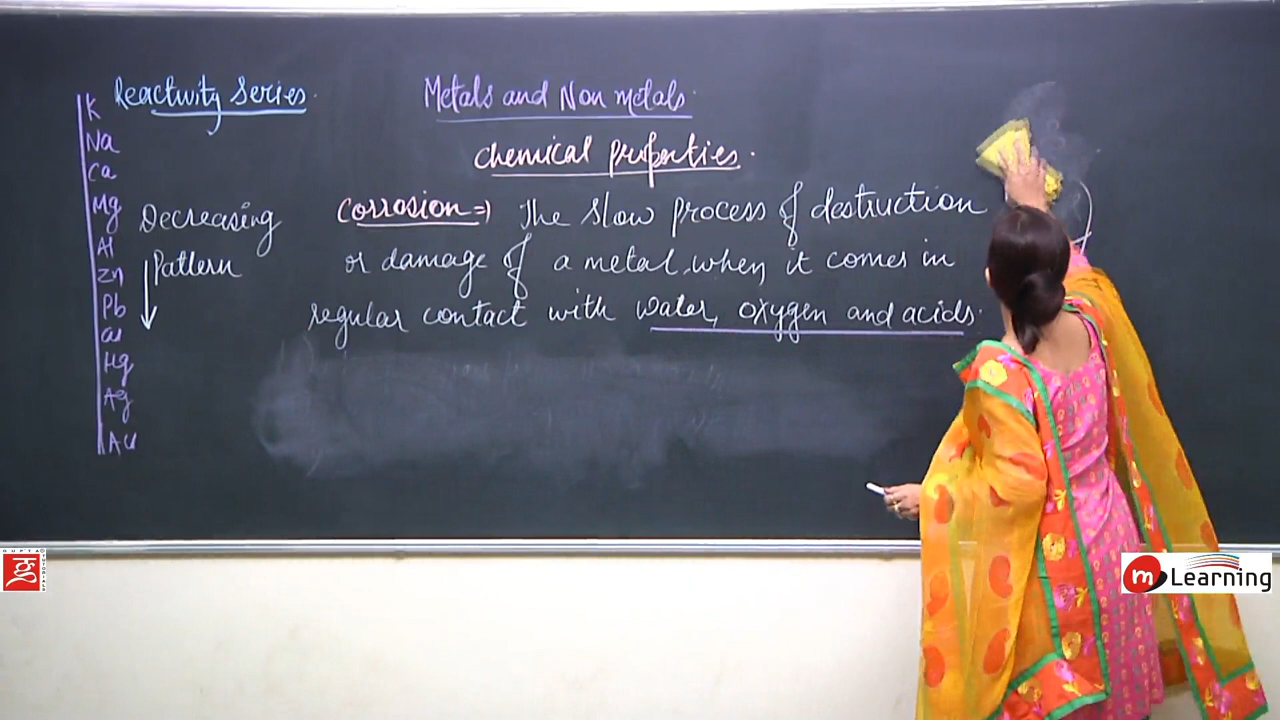 Reactivity Series
K
Na
Ca
Mg
Al
Zn
Pb
Cu
Hg
Ag
Au
Decreasing
Pattern
Metals and Non metals
chemical properties.
corrosion => The slow process of destruction
or damage of a metal, when it comes in
regular contact with water, oxygen and acids.
GUPTA
TUTORIALS
m Learning